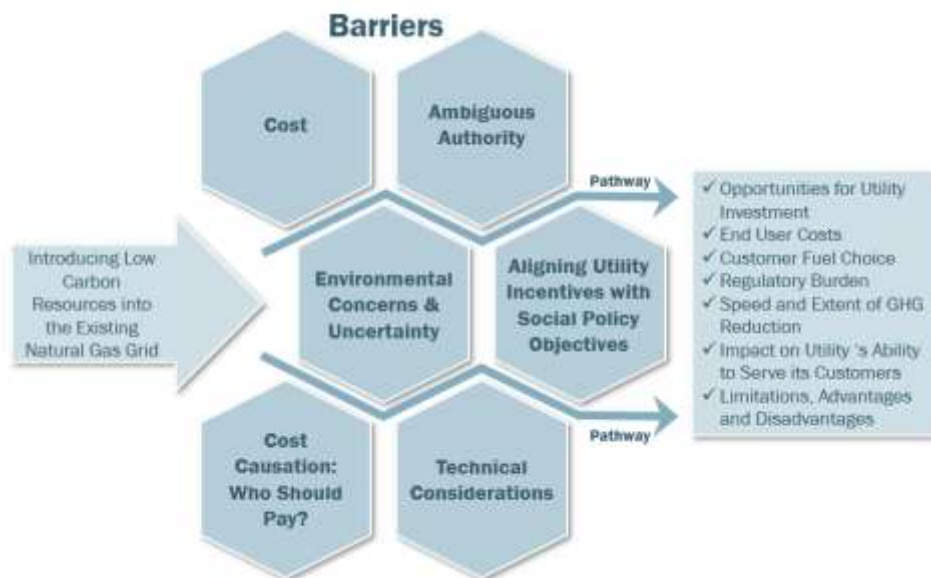 Barriers
Cost
Ambiguous
Authority
Pathway
Introducing Low
Carbon
Resources into
the Existing
Natural Gas Grid
Environmental
Concerns &
Uncertainty
Aligning Utility
Incentives with
Social Policy
Objectives
✓ Opportunities for Utility
Investment
✓ End User Costs
✓ Customer Fuel Choice
✓ Regulatory Burden
✓ Speed and Extent of GHG
Reduction
✓ Impact on Utility 's Ability
to Serve its Customers
✓ Limitations, Advantages
and Disadvantages
Cost
Causation:
Who Should
Pay?
Technical
Considerations
Pathway